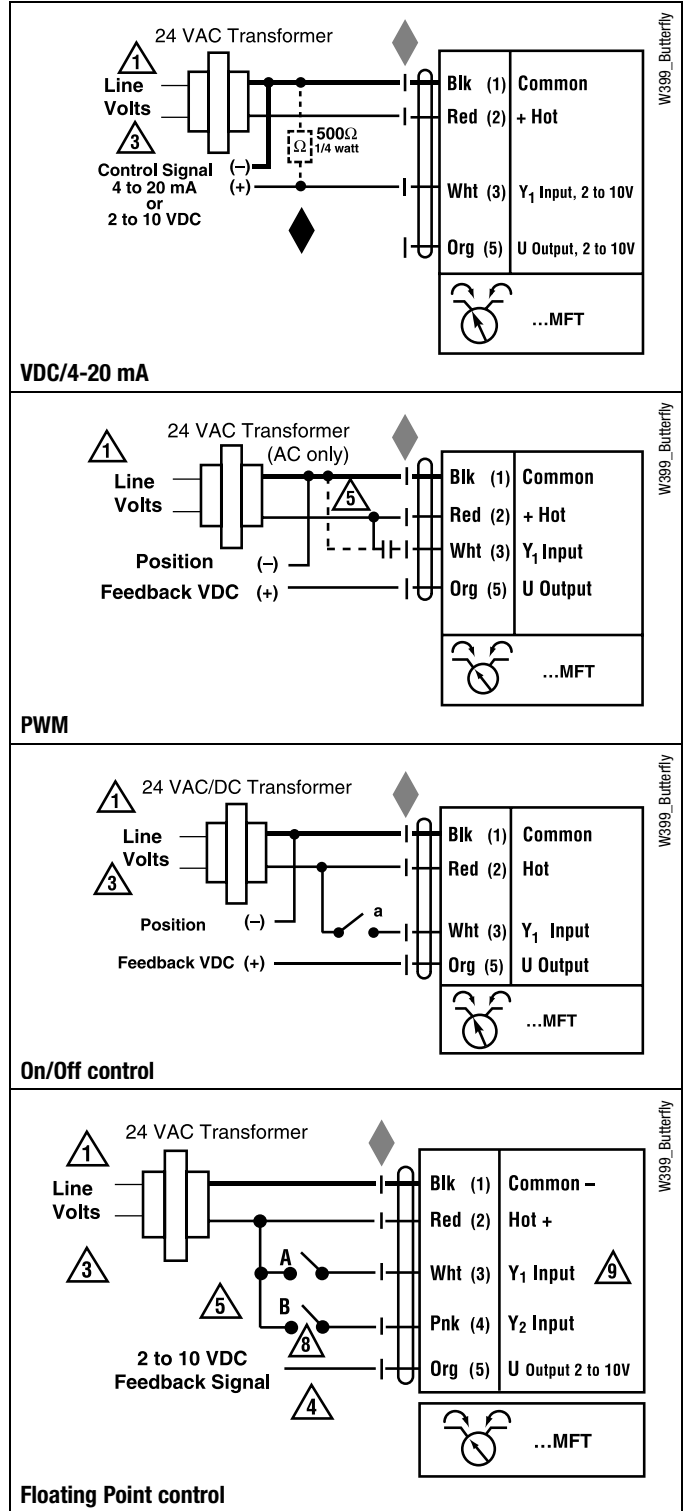 24 VAC Transformer
W399_Butterfly
1
Line
Volts
Blk (1) Common
Red (2) + Hot
3
500Ω
Ω 1/4 watt
Control Signal (–)
4 to 20 mA (+)
or
2 to 10 VDC
Wht (3) Y1 Input, 2 to 10V
Org (5) U Output, 2 to 10V
...MFT
VDC/4-20 mA
24 VAC Transformer
(AC only)
W399_Butterfly
1
Line
Volts
5
Blk (1) Common
Red (2) + Hot
Wht (3) Y1 Input
Position (–)
Feedback VDC (+)
Org (5) U Output
...MFT
PWM
24 VAC/DC Transformer
W399_Butterfly
1
Line
Volts
3
Blk (1) Common
Red (2) Hot
a
Position (–)
Wht (3) Y1 Input
Feedback VDC (+)
Org (5) U Output
...MFT
On/Off control
24 VAC Transformer
W399_Butterfly
1
Line
Volts
Blk (1) Common –
Red (2) Hot +
3
A
Wht (3) Y1 Input 9
5
B
8
Pnk (4) Y2 Input
2 to 10 VDC
Feedback Signal
4
Org (5) U Output 2 to 10V
...MFT
Floating Point control